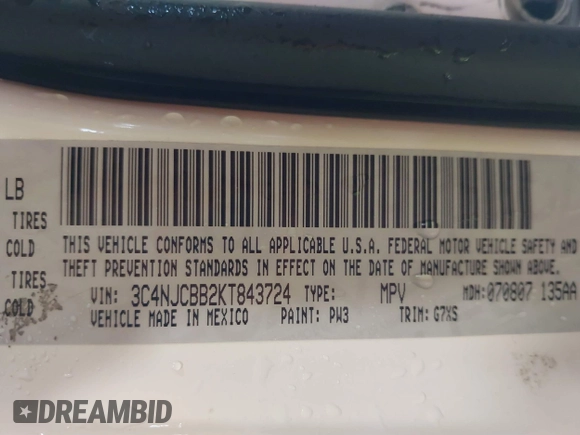 LB
TIRES
COLD
TIRES
COLD
THIS VEHICLE CONFORMS TO ALL APPLICABLE U.S.A. FEDERAL MOTOR VEHICLE SAFETY AND
THEFT PREVENTION STANDARDS IN EFFECT ON THE DATE OF MANUFACTURE SHOWN ABOVE.
VIN: 3C4NJCBB2KT843724 TYPE: MPV MDH: 070807 135AA
VEHICLE MADE IN MEXICO PAINT: PW3 TRIM: G7XS
DREAMBID